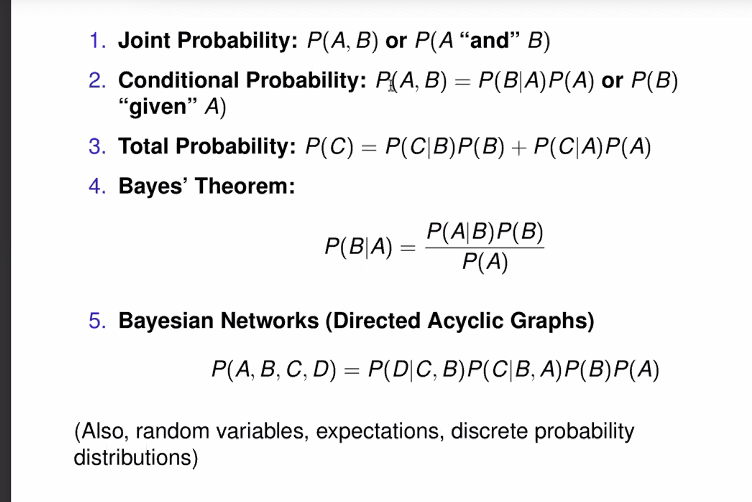 1. Joint Probability: P(A, B) or P(A “and” B)
2. Conditional Probability: P(A, B) = P(B|A)P(A) or P(B)
“given” A)
3. Total Probability: P(C) = P(C|B)P(B) + P(C|A)P(A)
4. Bayes’ Theorem:
P(B|A) = P(A|B)P(B)
P(A)
5. Bayesian Networks (Directed Acyclic Graphs)
P(A, B, C, D) = P(D|C, B)P(C|B, A)P(B)P(A)
(Also, random variables, expectations, discrete probability
distributions)